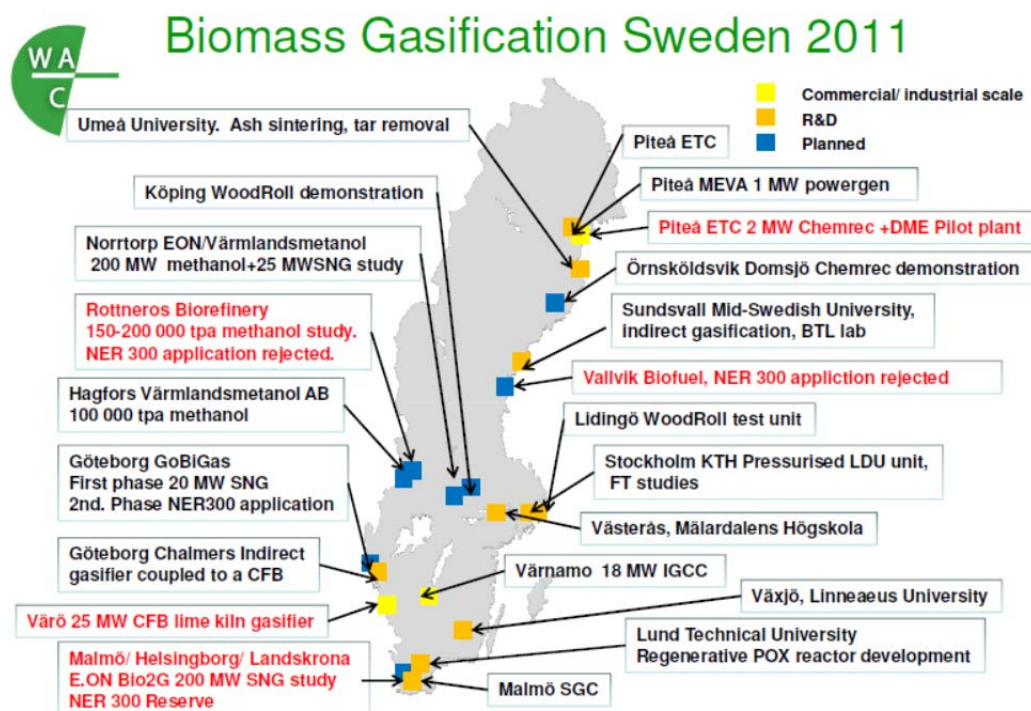 Biomass Gasification Sweden 2011
WA
C
Commercial/ industrial scale
R&D
Planned
Umeå University. Ash sintering, tar removal
Köping WoodRoll demonstration
Norrtorp EON/Värmlandsmetanol
200 MW methanol+25 MWSNG study
Rottneros Biorefinery
150-200 000 tpa methanol study.
NER 300 application rejected.
Hagfors Värmlandsmetanol AB
100 000 tpa methanol
Göteborg GoBiGas
First phase 20 MW SNG
2nd. Phase NER300 application
Göteborg Chalmers Indirect
gasifier coupled to a CFB
Värö 25 MW CFB lime kiln gasifier
Malmö/ Helsingborg/ Landskrona
E.ON Bio2G 200 MW SNG study
NER 300 Reserve
Piteå ETC
Piteå MEVA 1 MW powergen
Piteå ETC 2 MW Chemrec +DME Pilot plant
Örnsköldsvik Domsjö Chemrec demonstration
Sundsvall Mid-Swedish University,
indirect gasification, BTL lab
Vallvik Biofuel, NER 300 appliction rejected
Lidingö WoodRoll test unit
Stockholm KTH Pressurised LDU unit,
FT studies
Västerås, Mälardalens Högskola
Värnamo 18 MW IGCC
Växjö, Linneaeus University
Lund Technical University
Regenerative POX reactor development
Malmö SGC